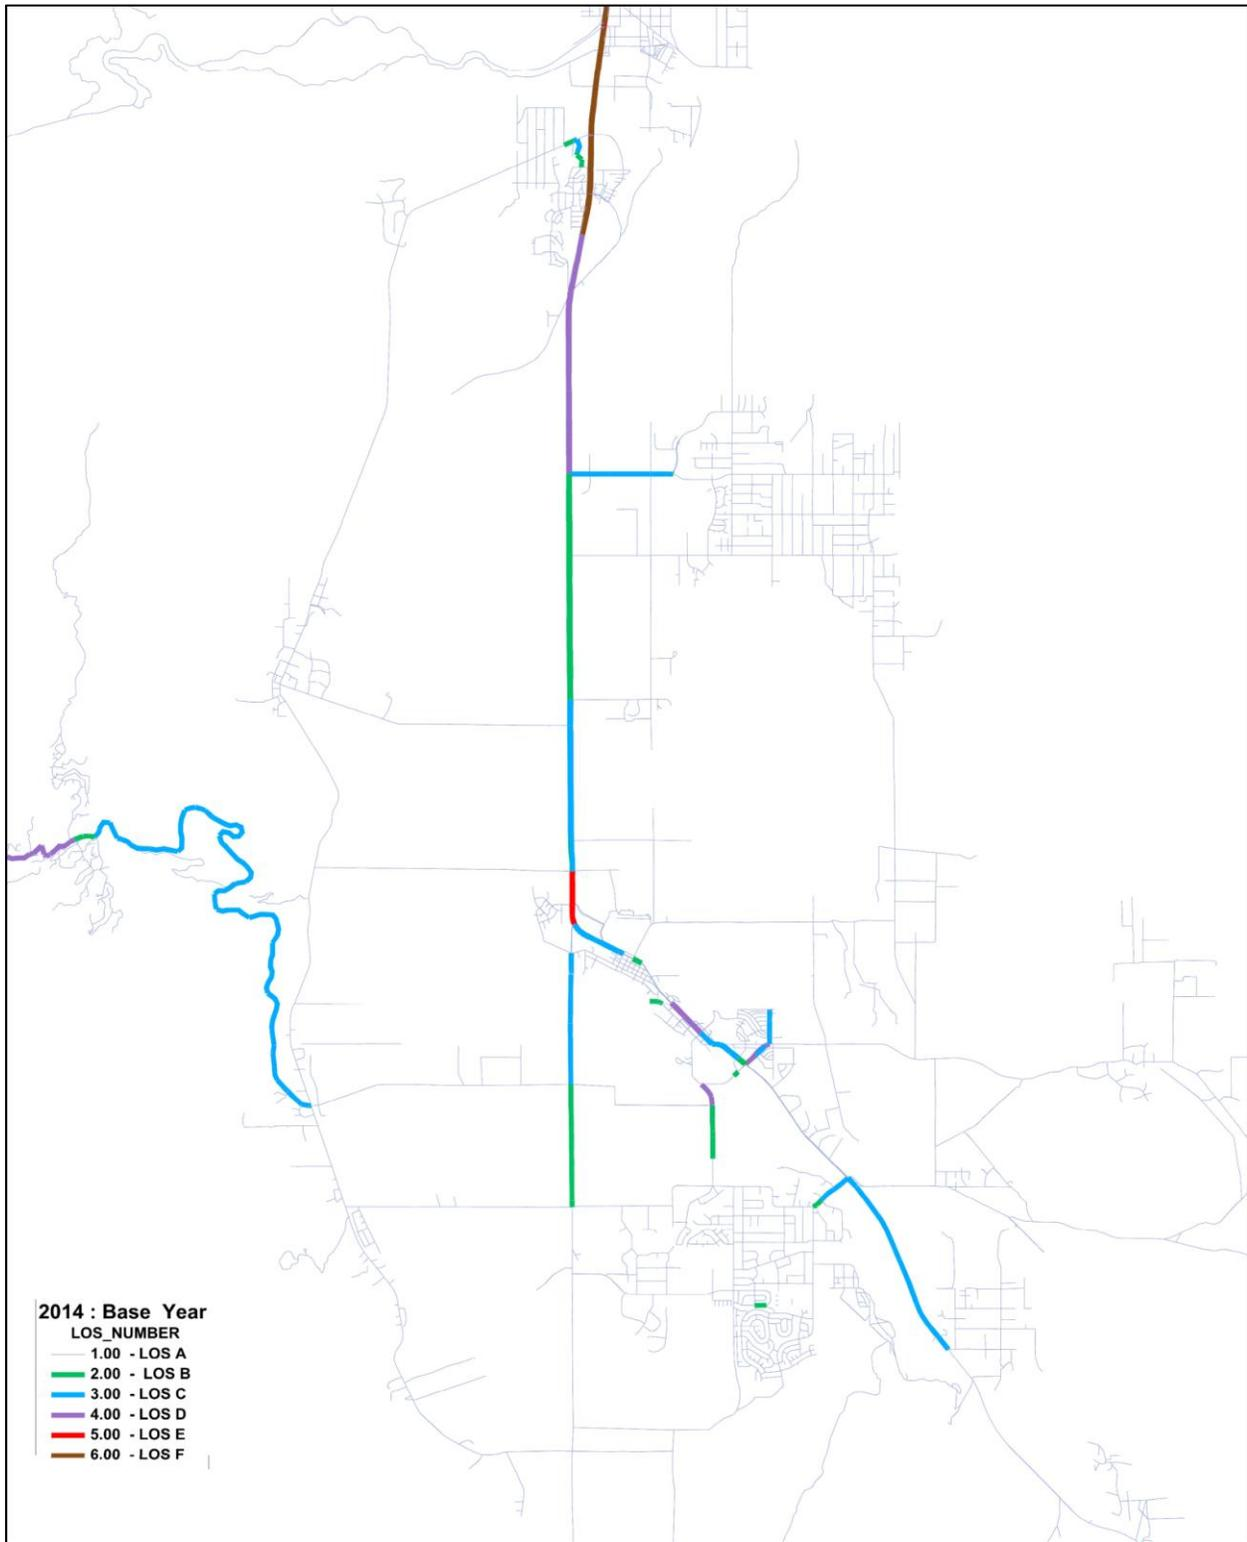 2014 : Base Year
LOS_NUMBER
1.00 - LOS A
2.00 - LOS B
3.00 - LOS C
4.00 - LOS D
5.00 - LOS E
6.00 - LOS F